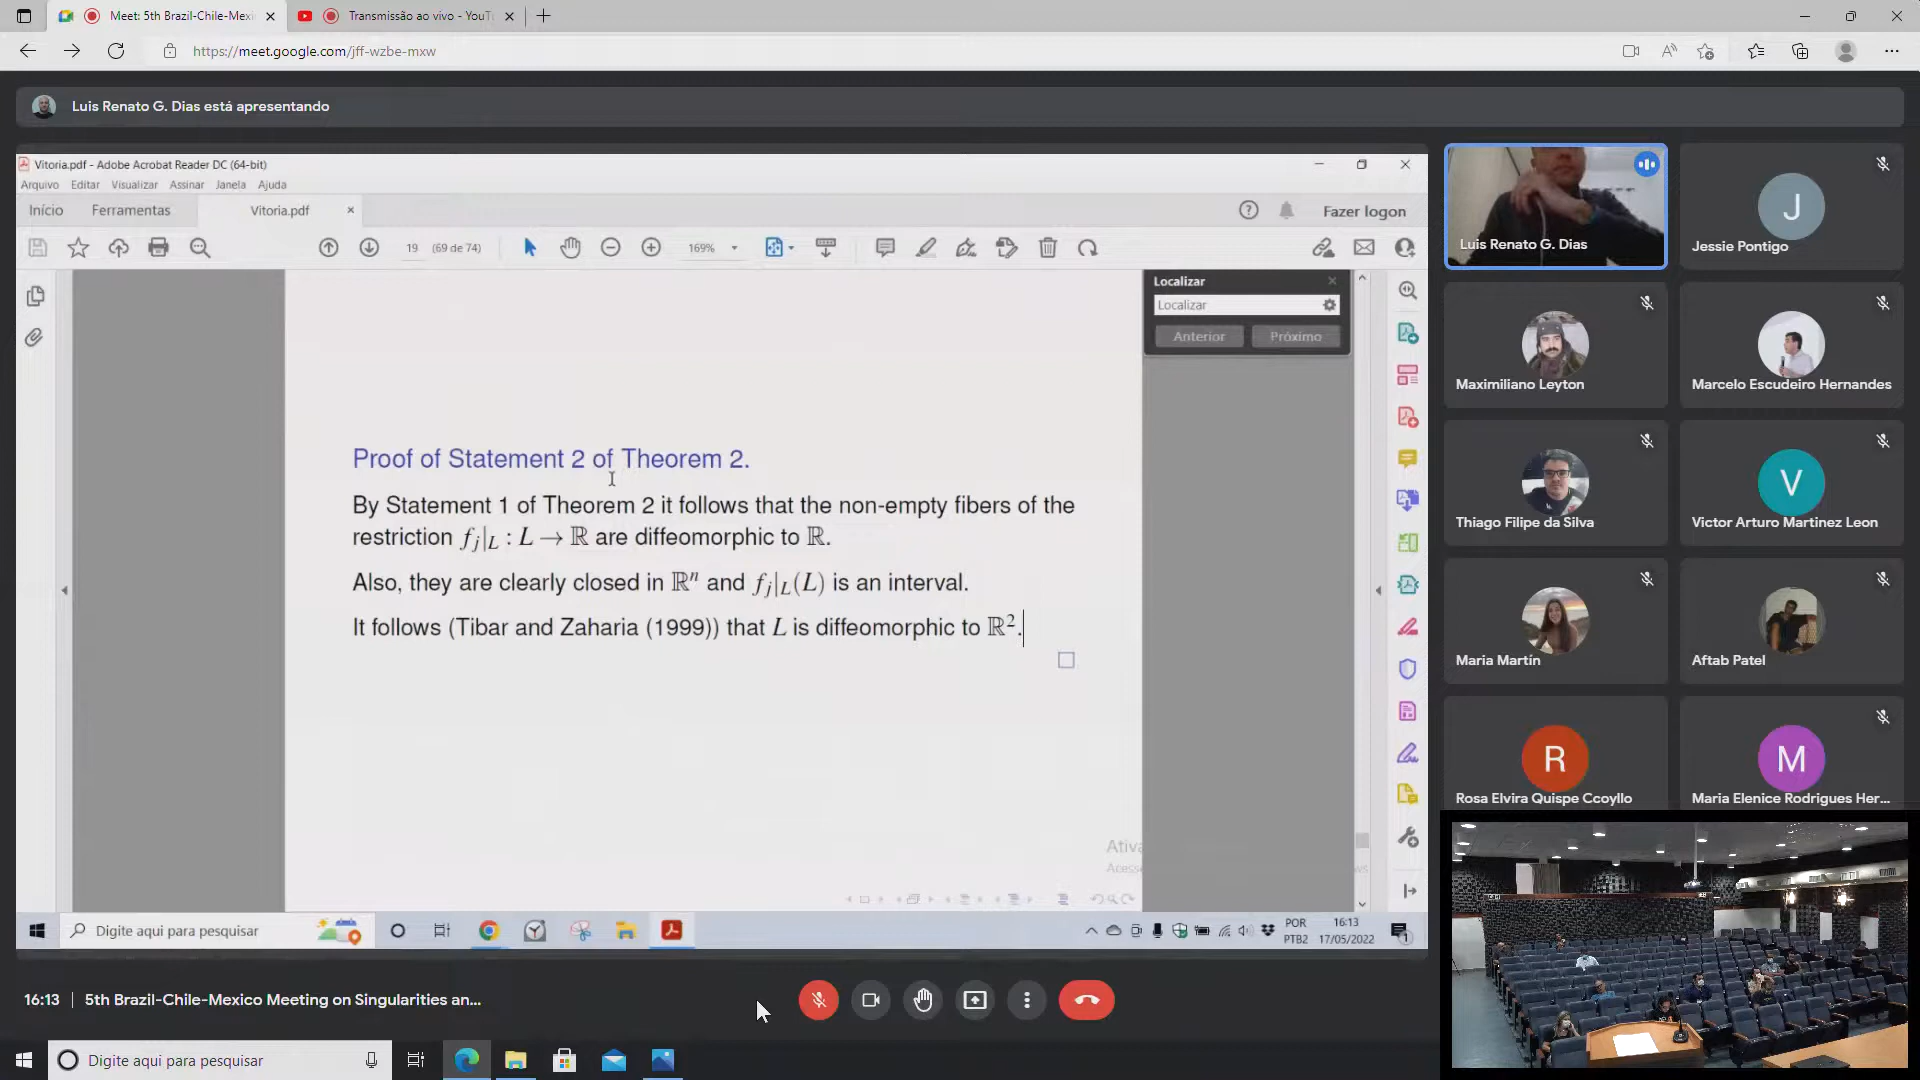 Meet: 5th Brazil-Chile-Mexi
Transmissão ao vivo - YouT
https://meet.google.com/jff-wzbe-mxw
Luis Renato G. Dias está apresentando
Vitoria.pdf - Adobe Acrobat Reader DC (64-bit)
Arquivo Editar Visualizar Assinar Janela Ajuda
Início Ferramentas Vitoria.pdf Fazer logon
19 (69 de 74) 169%
Localizar
Localizar
Anterior Próximo
Proof of Statement 2 of Theorem 2.
By Statement 1 of Theorem 2 it follows that the non-empty fibers of the
restriction f_j|_L : L → ℝ are diffeomorphic to ℝ.
Also, they are clearly closed in ℝⁿ and f_j|_L(L) is an interval.
It follows (Tibar and Zaharia (1999)) that L is diffeomorphic to ℝ².
Digite aqui para pesquisar
POR
PTB2
16:13
17/05/2022
1
Luis Renato G. Dias
J
Jessie Pontigo
Maximiliano Leyton
Marcelo Escudeiro Hernandes
Thiago Filipe da Silva
V
Victor Arturo Martinez Leon
Maria Martín
Aftab Patel
R
Rosa Elvira Quispe Ccoyllo
M
Maria Elenice Rodrigues Her...
16:13 | 5th Brazil-Chile-Mexico Meeting on Singularities an...
Digite aqui para pesquisar